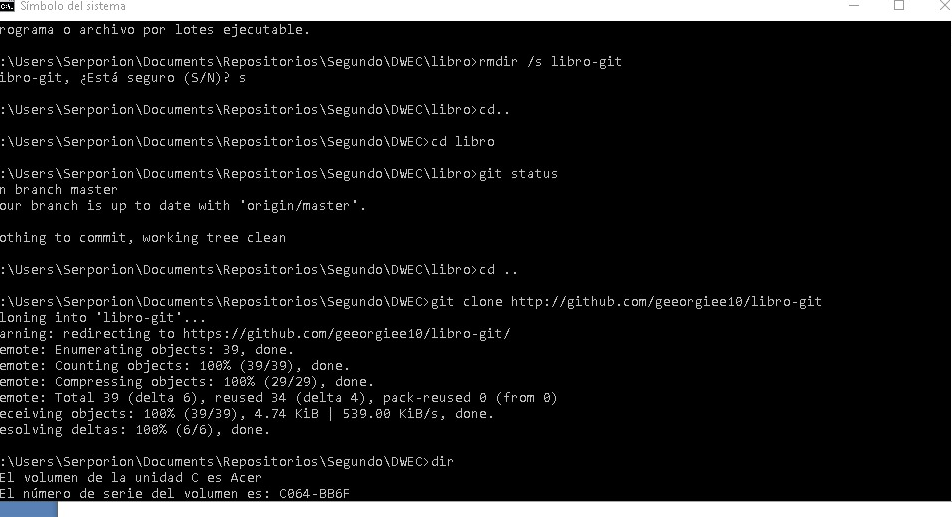 Símbolo del sistema
rograma o archivo por lotes ejecutable.
:\Users\Serporion\Documents\Repositorios\Segundo\DWEC\libro>rmdir /s libro-git
ibro-git, ¿Está seguro (S/N)? s
:\Users\Serporion\Documents\Repositorios\Segundo\DWEC\libro>cd..
:\Users\Serporion\Documents\Repositorios\Segundo\DWEC>cd libro
:\Users\Serporion\Documents\Repositorios\Segundo\DWEC\libro>git status
n branch master
our branch is up to date with 'origin/master'.
othing to commit, working tree clean
:\Users\Serporion\Documents\Repositorios\Segundo\DWEC\libro>cd ..
:\Users\Serporion\Documents\Repositorios\Segundo\DWEC>git clone http://github.com/geeorgiee10/libro-git
loning into 'libro-git'...
arning: redirecting to https://github.com/geeorgiee10/libro-git/
emote: Enumerating objects: 39, done.
emote: Counting objects: 100% (39/39), done.
emote: Compressing objects: 100% (29/29), done.
emote: Total 39 (delta 6), reused 34 (delta 4), pack-reused 0 (from 0)
eceiving objects: 100% (39/39), 4.74 KiB | 539.00 KiB/s, done.
esolving deltas: 100% (6/6), done.
:\Users\Serporion\Documents\Repositorios\Segundo\DWEC>dir
El volumen de la unidad C es Acer
El número de serie del volumen es: C064-BB6F